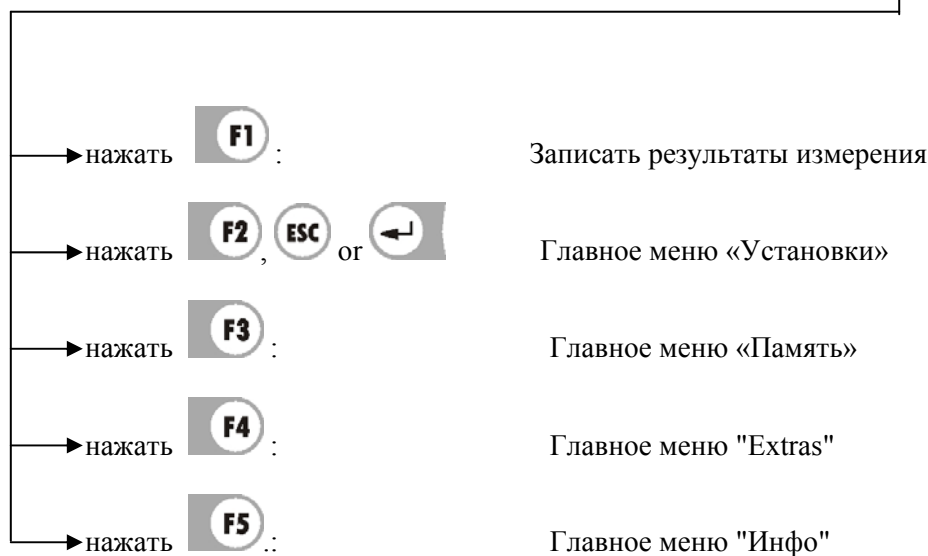 нажать F1 : Записать результаты измерения
нажать F2 , ESC or Главное меню «Установки»
нажать F3 : Главное меню «Память»
нажать F4 : Главное меню "Extras"
нажать F5 .: Главное меню "Инфо"